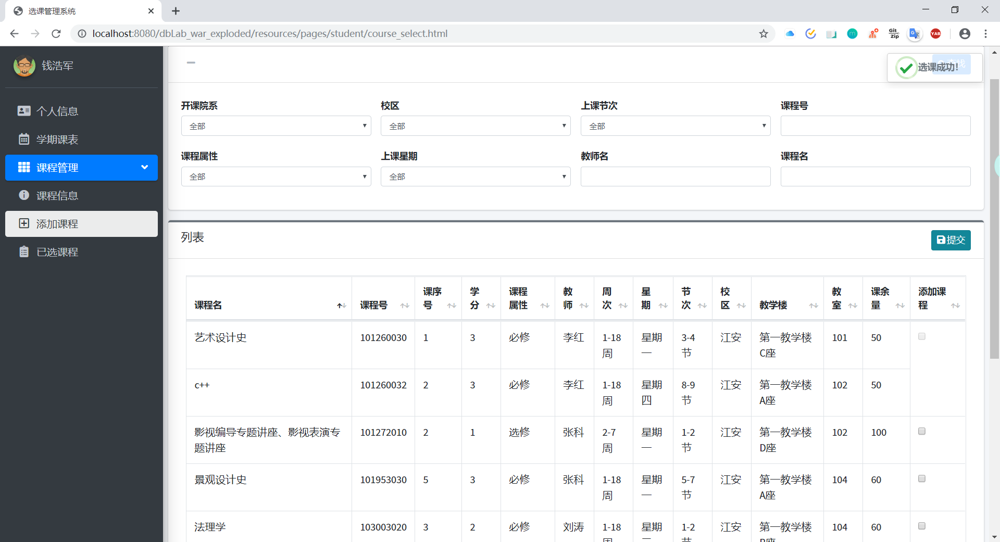 选课管理系统
localhost:8080/dbLab_war_exploded/resources/pages/student/course_select.html
Git
Zip
YAB
钱浩军
个人信息
学期课表
课程管理
课程信息
添加课程
已选课程
选课成功!
开课院系
校区
上课节次
课程号
全部
全部
全部
课程属性
上课星期
教师名
课程名
全部
全部
列表
提交
课程名 课程号 课序号 学分 课程属性 教师 周次 星期 节次 校区 教学楼 教室 课余量 添加课程
艺术设计史 101260030 1 3 必修 李红 1-18周 星期一 3-4节 江安 第一教学楼C座 101 50
c++ 101260032 2 3 必修 李红 1-18周 星期四 8-9节 江安 第一教学楼A座 102 50
影视编导专题讲座、影视表演专题讲座 101272010 2 1 选修 张科 2-7周 星期一 1-2节 江安 第一教学楼D座 102 100
景观设计史 101953030 5 3 必修 张科 1-18周 星期一 5-7节 江安 第一教学楼A座 104 60
法理学 103003020 3 2 必修 刘涛 1-18 星期 1-2 江安 第一教学楼 104 60